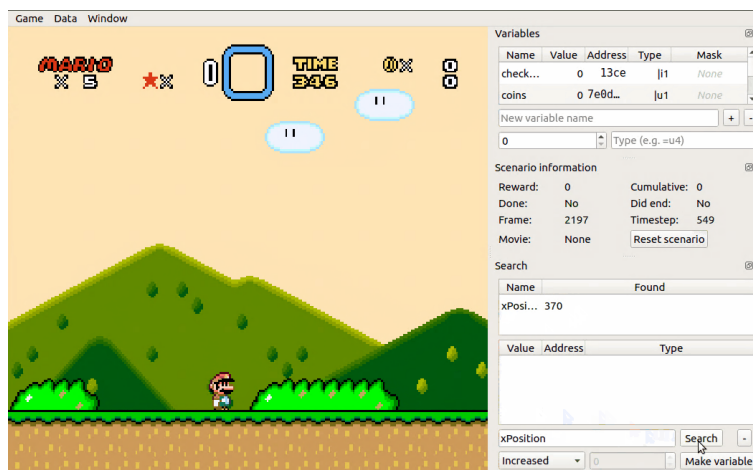 Game Data Window
MARIO
X 5
★X
0
TIME
346
X
0
0
Variables
Name Value Address Type Mask
check... 0 13ce |i1 None
coins 0 7e0d... |u1 None
New variable name + -
0 Type (e.g. =u4)
Scenario information
Reward: 0 Cumulative: 0
Done: No Did end: No
Frame: 2197 Timestep: 549
Movie: None Reset scenario
Search
Name Found
xPosi... 370
Value Address Type
xPosition Search -
Increased 0 Make variable